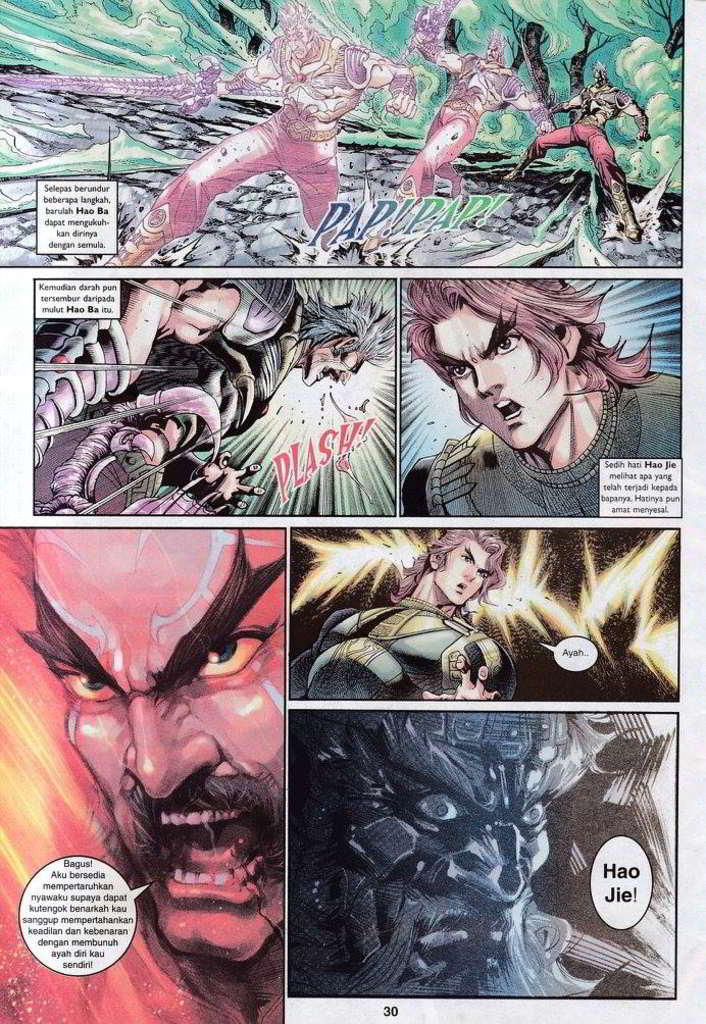 Selepas berundur
beberapa langkah,
barulah Hao Ba
dapat mengukuh-
kan dirinya
dengan semula.
PAP! PAP!
Kemudian darah pun
tersembur daripada
mulut Hao Ba itu.
PLASH!
Sedih hati Hao Jie
melihat apa yang
telah terjadi kepada
bapanya. Hatinya pun
amat menyesal.
Bagus!
Aku bersedia
mempertaruhkan
nyawaku supaya dapat
kutengok benarkah kau
sanggup mempertahankan
keadilan dan kebenaran
dengan membunuh
ayah diri kau
sendiri!
Ayah..
Hao
Jie!
30